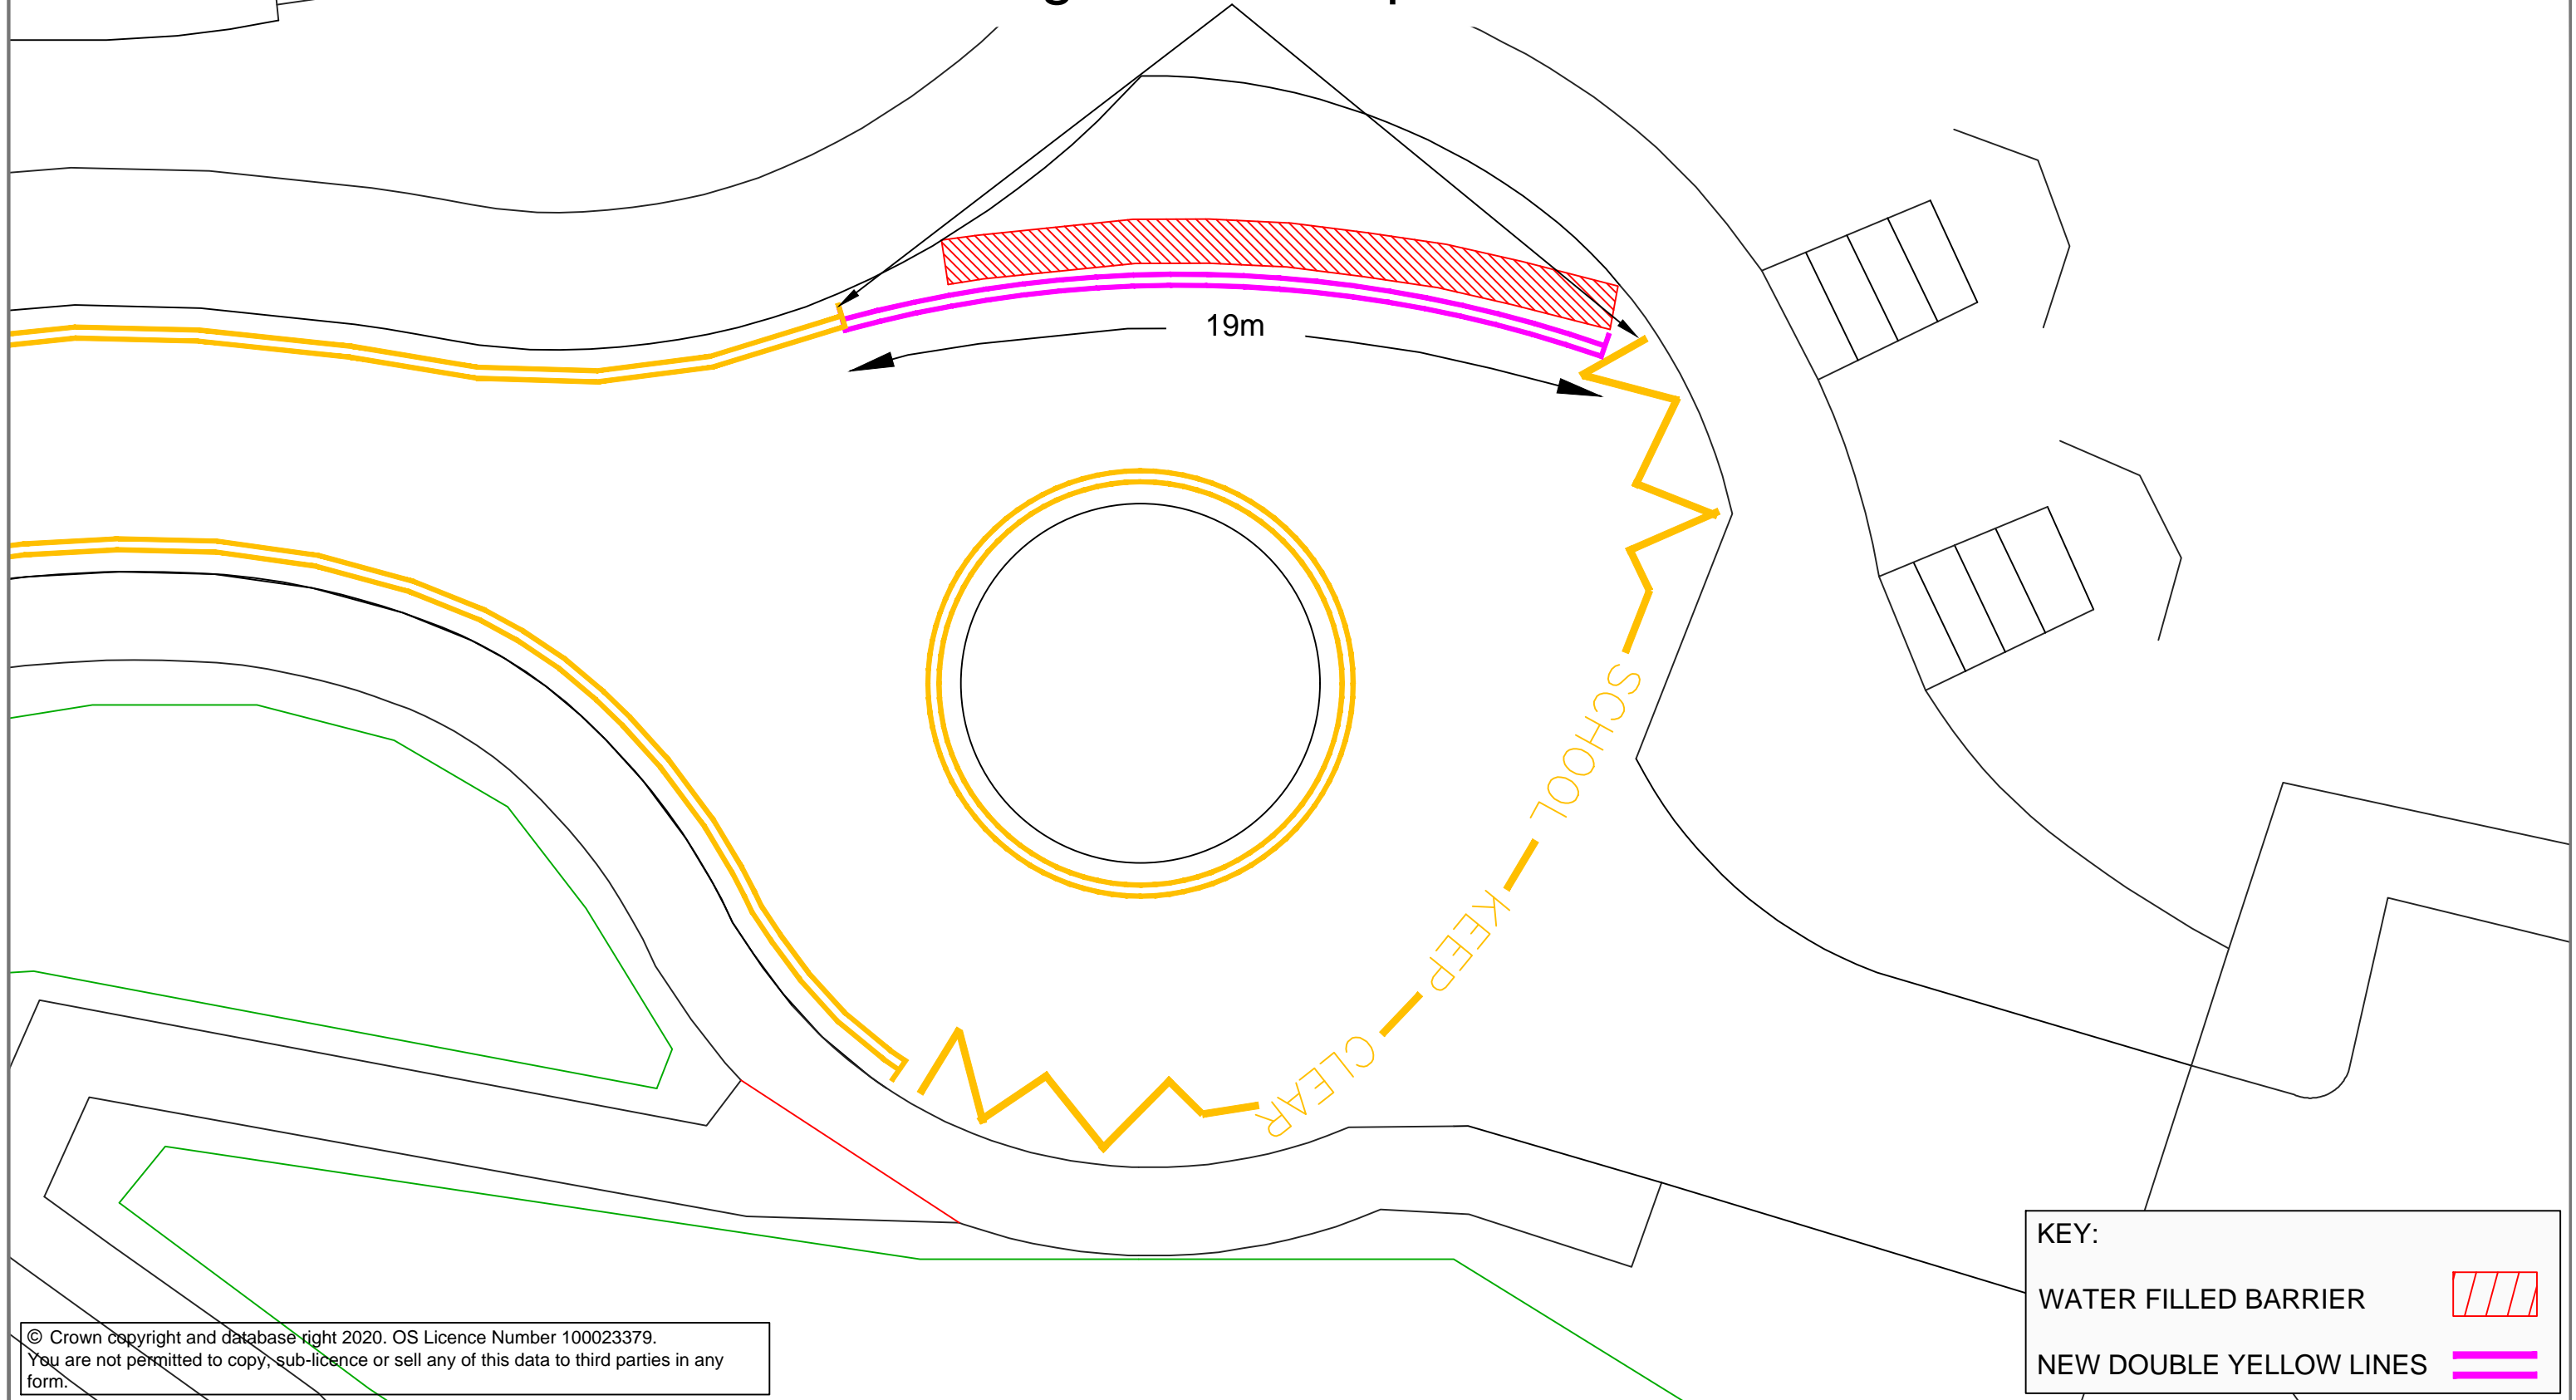 19m
SCHOOL
KEEP
CLEAR
KEY:
WATER FILLED BARRIER
NEW DOUBLE YELLOW LINES
© Crown copyright and database right 2020. OS Licence Number 100023379.
You are not permitted to copy, sub-licence or sell any of this data to third parties in any
form.